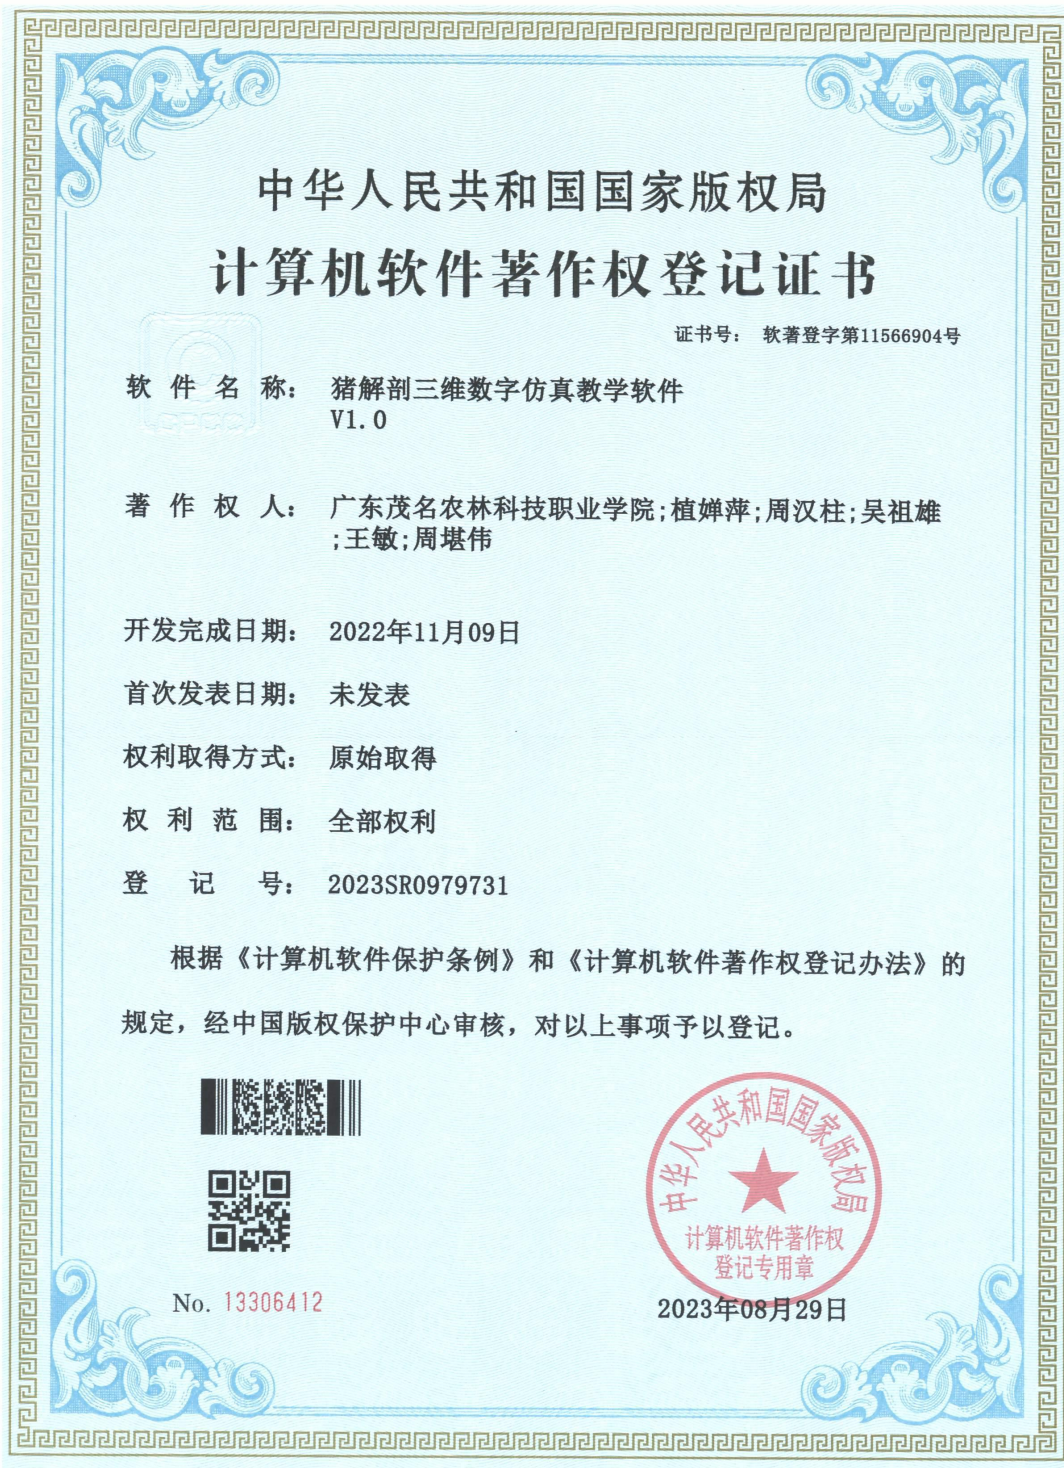 中华人民共和国国家版权局
计算机软件著作权登记证书
证书号： 软著登字第11566904号
软件名称： 猪解剖三维数字仿真教学软件
V1.0
著作权人： 广东茂名农林科技职业学院;植婵萍;周汉柱;吴祖雄
;王敏;周堪伟
开发完成日期： 2022年11月09日
首次发表日期： 未发表
权利取得方式： 原始取得
权利范围： 全部权利
登记号： 2023SR0979731
根据《计算机软件保护条例》和《计算机软件著作权登记办法》的
规定，经中国版权保护中心审核，对以上事项予以登记。
中华人民共和国国家版权局
计算机软件著作权
登记专用章
No. 13306412
2023年08月29日